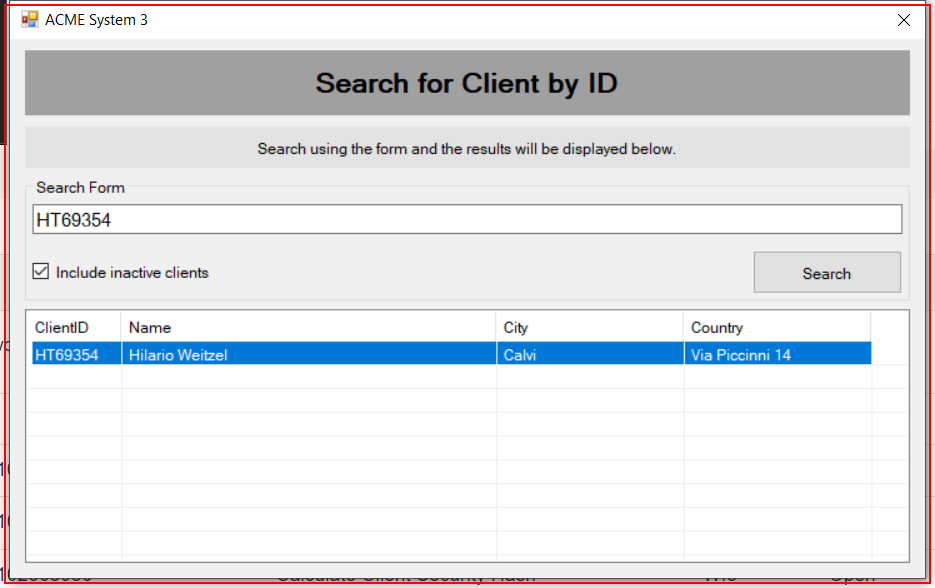 ACME System 3
Search for Client by ID
Search using the form and the results will be displayed below.
Search Form
HT69354
Include inactive clients
Search
ClientID Name City Country
HT69354 Hilario Weitzel Calvi Via Piccinni 14